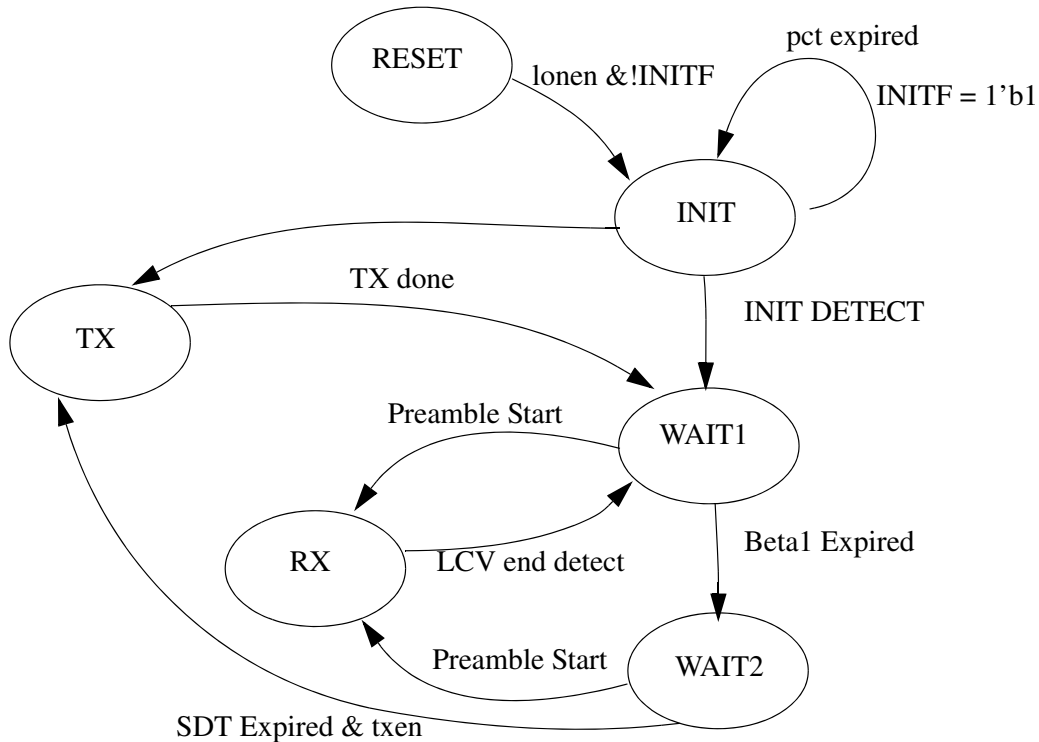 pct expired
RESET
lonen &!INITF
INITF = 1’b1
INIT
TX done
INIT DETECT
TX
Preamble Start
WAIT1
Beta1 Expired
RX
LCV end detect
Preamble Start
WAIT2
SDT Expired & txen